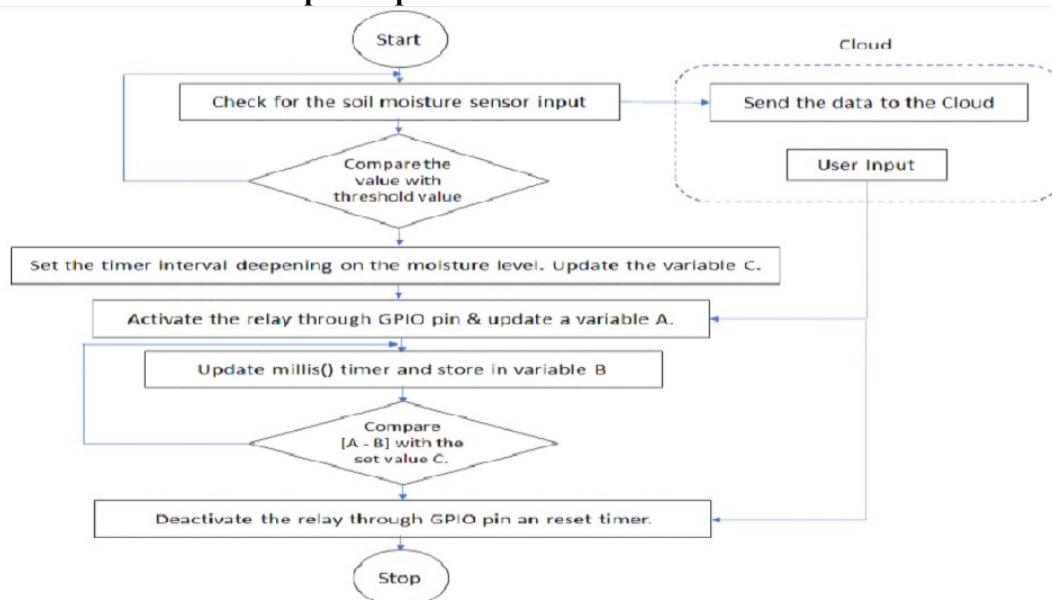 Start
Cloud
Check for the soil moisture sensor input
Send the data to the Cloud
Compare the
value with
threshold value
User Input
Set the timer interval deepening on the moisture level. Update the variable C.
Activate the relay through GPIO pin & update a variable A.
Update millis() timer and store in variable B
Compare
[A - B] with the
set value C.
Deactivate the relay through GPIO pin an reset timer.
Stop